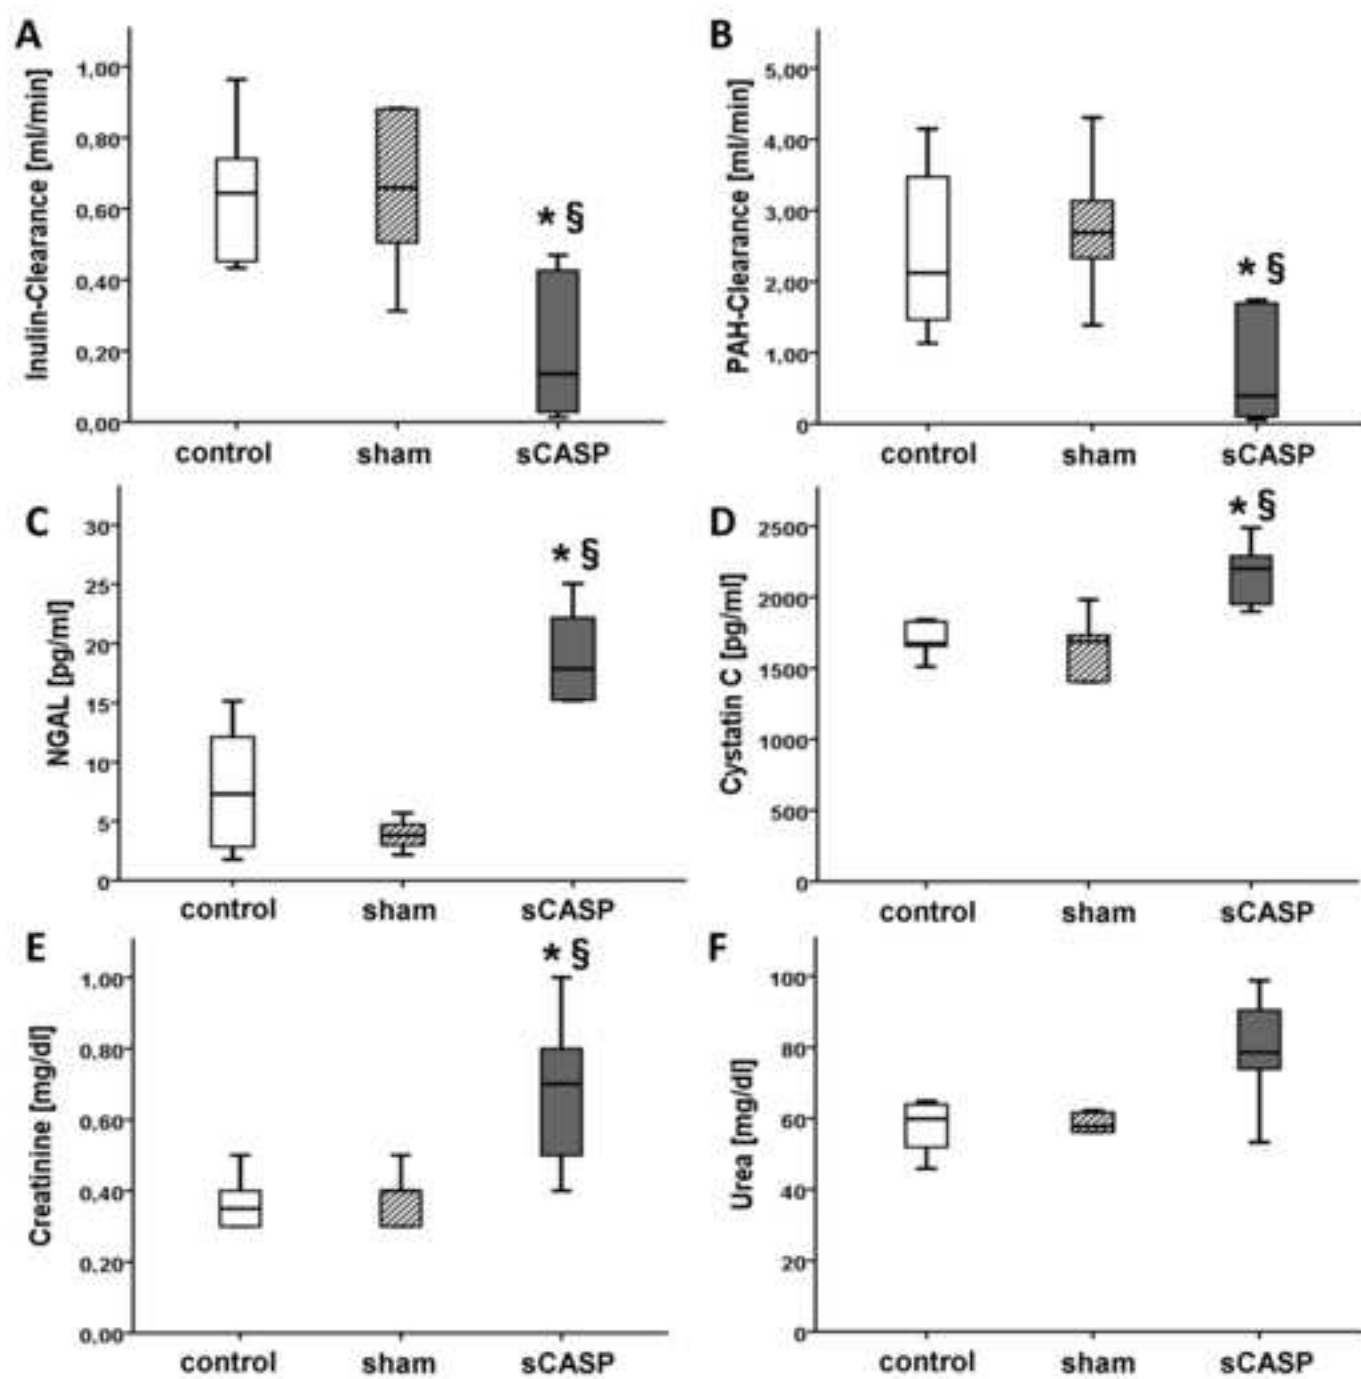 A
Inulin-Clearance [ml/min]
1,00
0,80
0,60
0,40
0,20
0,00
* §
control sham sCASP
B
PAH-Clearance [ml/min]
5,00
4,00
3,00
2,00
1,00
0
* §
control sham sCASP
C
NGAL [pg/ml]
30
25
20
15
10
5
0
* §
control sham sCASP
D
Cystatin C [pg/ml]
2500
2000
1500
1000
500
0
* §
control sham sCASP
E
Creatinine [mg/dl]
1,00
0,80
0,60
0,40
0,20
0,00
* §
control sham sCASP
F
Urea [mg/dl]
100
80
60
40
20
0
control sham sCASP